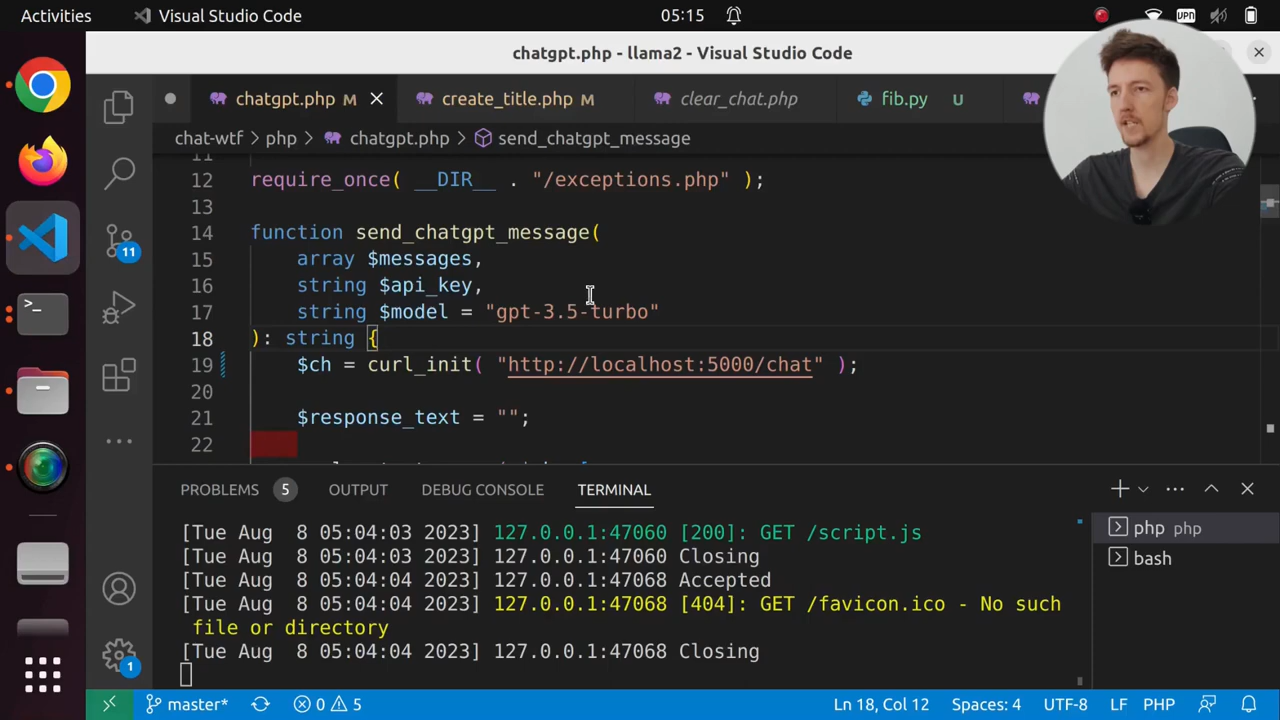 Activities
Visual Studio Code
05:15
VPN
chatgpt.php - llama2 - Visual Studio Code
chatgpt.php M
create_title.php M
clear_chat.php
fib.py U
chat-wtf > php > chatgpt.php > send_chatgpt_message
11
12 require_once( __DIR__ . "/exceptions.php" );
13
14 function send_chatgpt_message(
15 array $messages,
16 string $api_key,
17 string $model = "gpt-3.5-turbo"
18 ): string {
19 $ch = curl_init( "http://localhost:5000/chat" );
20
21 $response_text = "";
22
11
PROBLEMS 5 OUTPUT DEBUG CONSOLE TERMINAL
[Tue Aug 8 05:04:03 2023] 127.0.0.1:47060 [200]: GET /script.js
[Tue Aug 8 05:04:03 2023] 127.0.0.1:47060 Closing
[Tue Aug 8 05:04:04 2023] 127.0.0.1:47068 Accepted
[Tue Aug 8 05:04:04 2023] 127.0.0.1:47068 [404]: GET /favicon.ico - No such
file or directory
[Tue Aug 8 05:04:04 2023] 127.0.0.1:47068 Closing
php php
bash
1
master* 0 5 Ln 18, Col 12 Spaces: 4 UTF-8 LF PHP